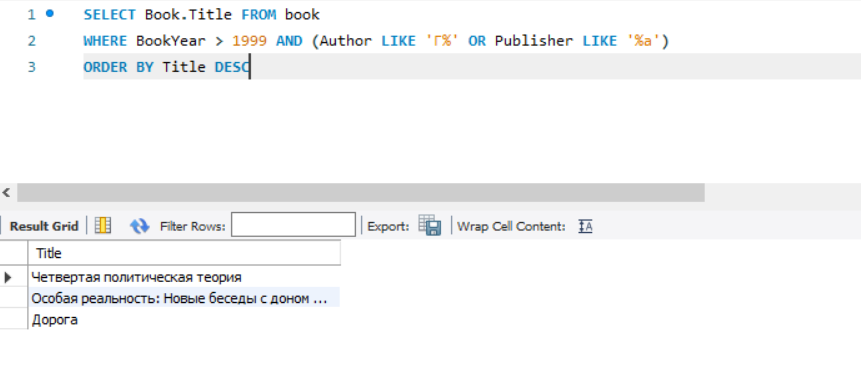 1 SELECT Book.Title FROM book
2 WHERE BookYear > 1999 AND (Author LIKE 'Г%' OR Publisher LIKE '%а')
3 ORDER BY Title DESC
Result Grid Filter Rows: Export: Wrap Cell Content: IA
Title
Четвертая политическая теория
Особая реальность: Новые беседы с доном ...
Дорога